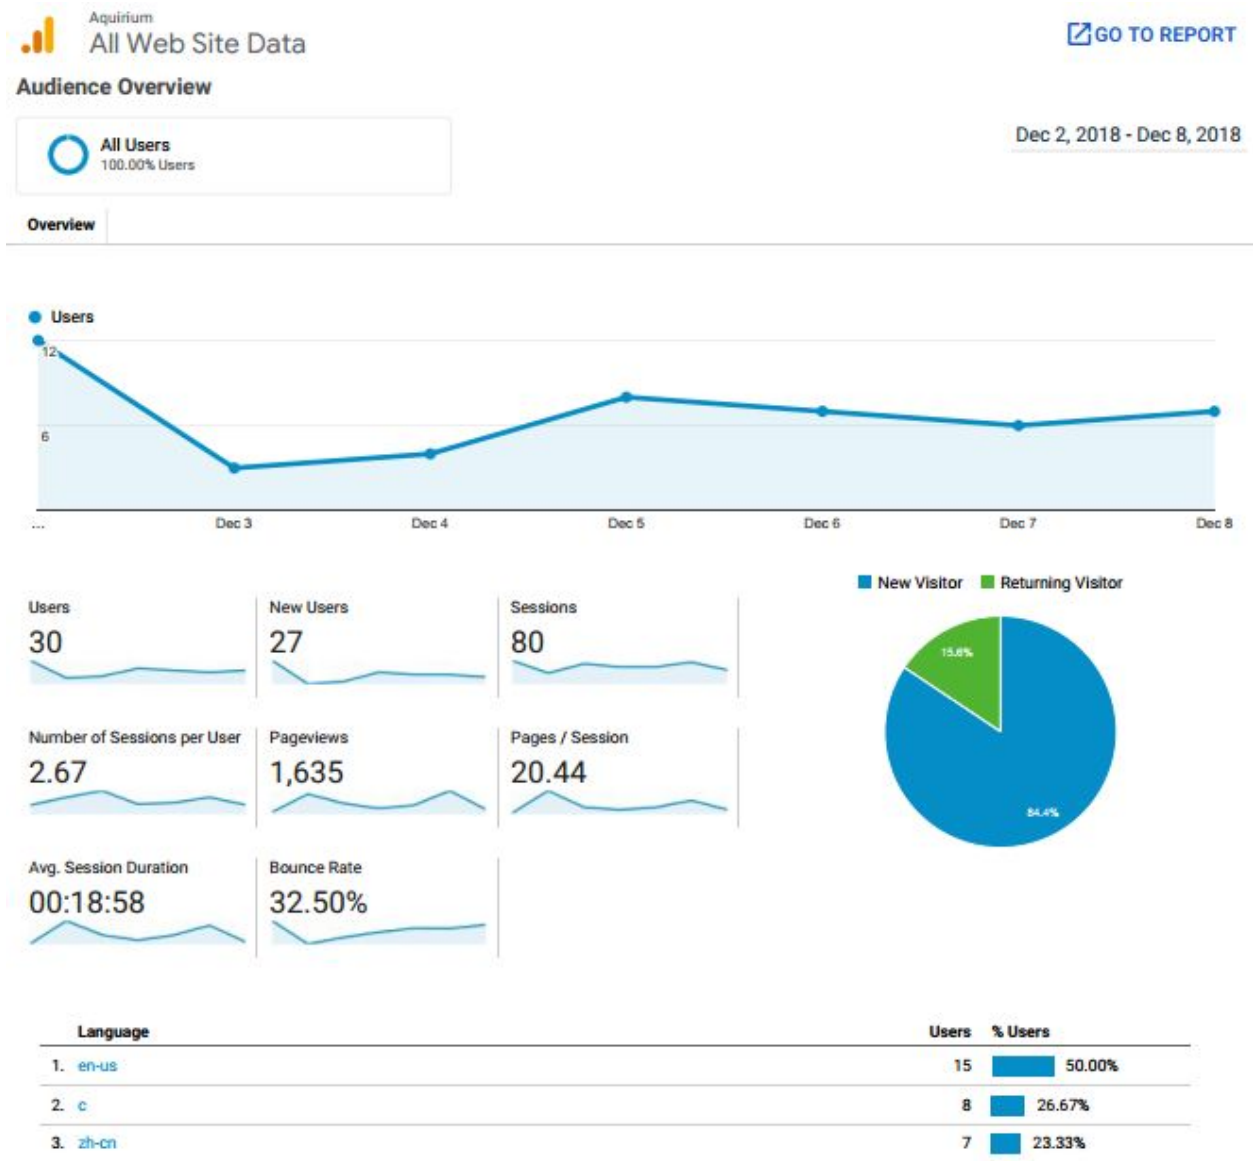 Aquirium
All Web Site Data
GO TO REPORT
Audience Overview
All Users
100.00% Users
Dec 2, 2018 - Dec 8, 2018
Overview
Users
12
6
...
Dec 3
Dec 4
Dec 5
Dec 6
Dec 7
Dec 8
New Visitor
Returning Visitor
15.6%
84.4%
Users
30
New Users
27
Sessions
80
Number of Sessions per User
2.67
Pageviews
1,635
Pages / Session
20.44
Avg. Session Duration
00:18:58
Bounce Rate
32.50%
Language Users % Users
1. en-us 15 50.00%
2. c 8 26.67%
3. zh-cn 7 23.33%